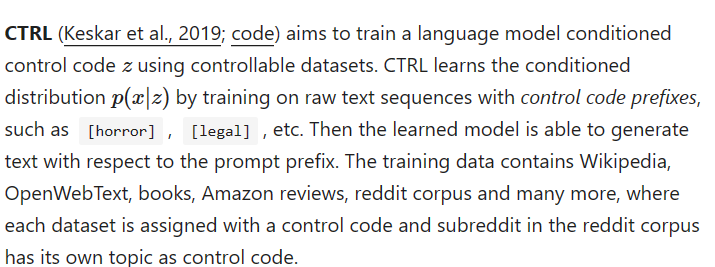 CTRL (Keskar et al., 2019; code) aims to train a language model conditioned
control code z using controllable datasets. CTRL learns the conditioned
distribution p(x|z) by training on raw text sequences with control code prefixes,
such as [horror] , [legal] , etc. Then the learned model is able to generate
text with respect to the prompt prefix. The training data contains Wikipedia,
OpenWebText, books, Amazon reviews, reddit corpus and many more, where
each dataset is assigned with a control code and subreddit in the reddit corpus
has its own topic as control code.